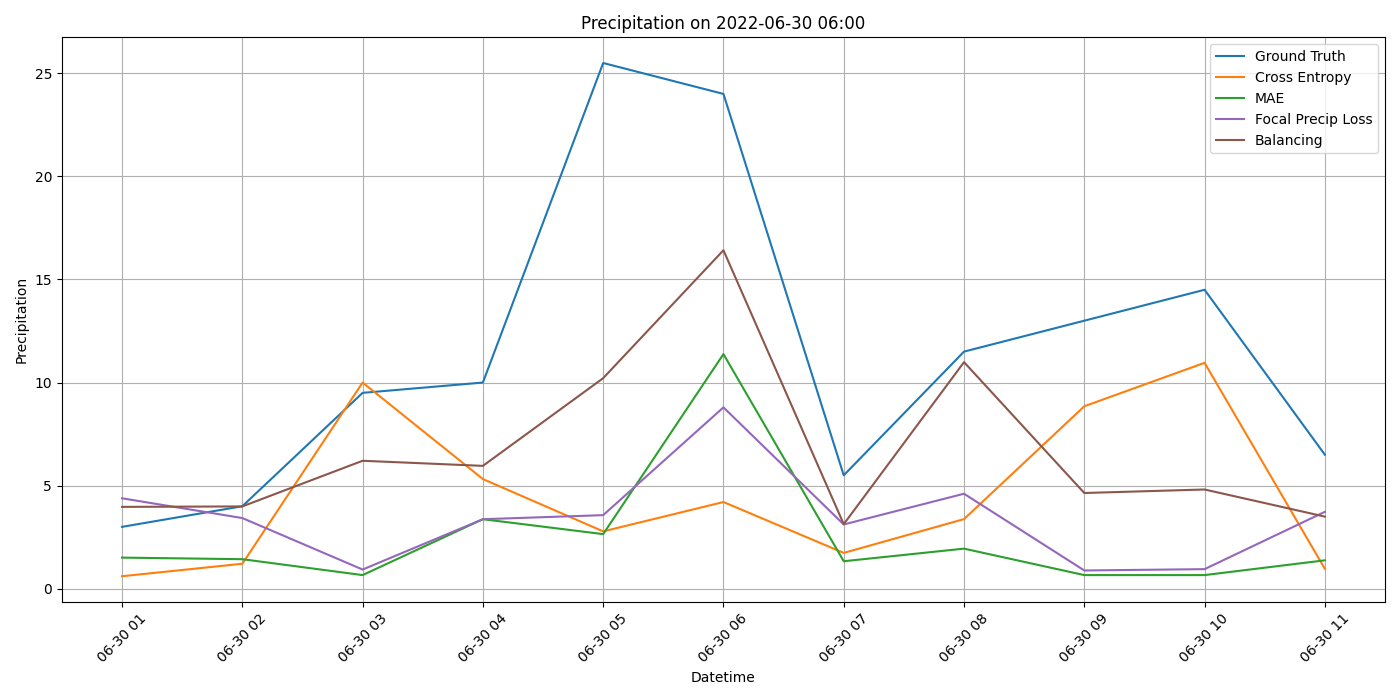 Precipitation on 2022-06-30 06:00
Ground Truth
Cross Entropy
MAE
Focal Precip Loss
Balancing
Precipitation
25
20
15
10
5
0
06-30 01
06-30 02
06-30 03
06-30 04
06-30 05
06-30 06
06-30 07
06-30 08
06-30 09
06-30 10
06-30 11
Datetime